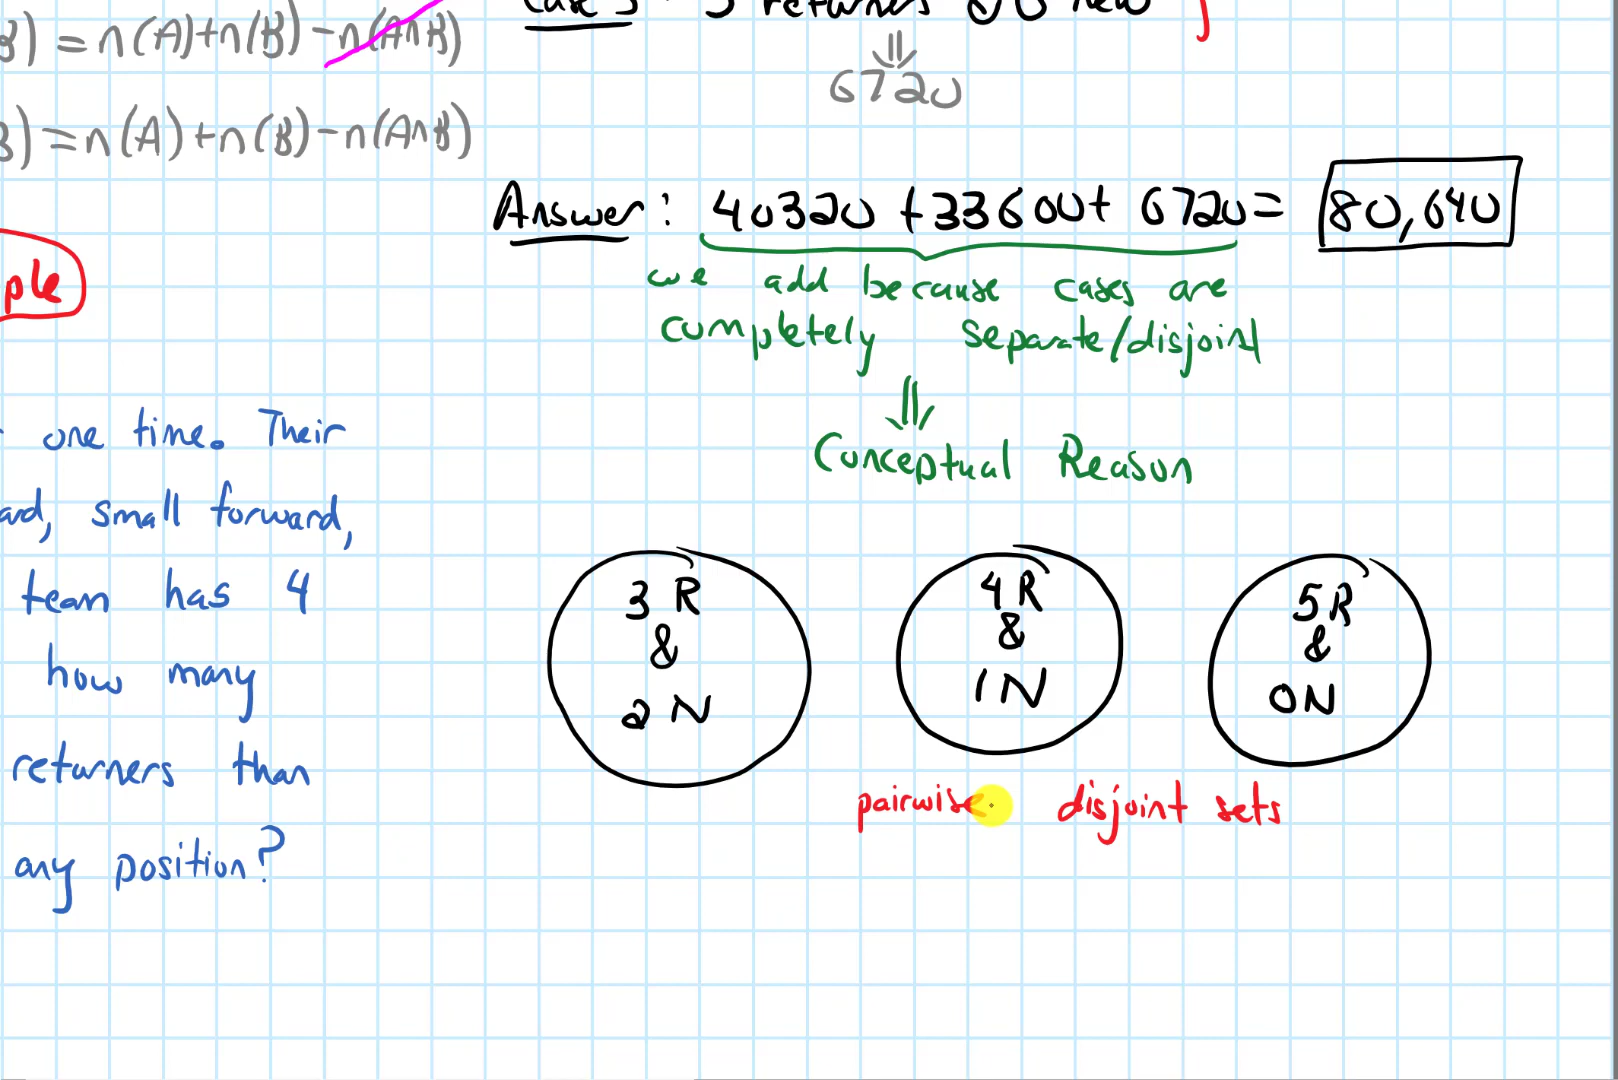 B) = n(A)+n(B)-n(A∩B)
B) = n(A)+n(B)-n(A∩B)
ple
one time. Their
ard, small forward,
team has 4
how many
returners than
any position?
Case 3: 5 returners & 0 new
6720
Answer: 40320 + 33600 + 6720 = 80,640
we add because cases are
completely separate/disjoint
Conceptual Reason
3 R & 2 N
4 R & 1 N
5 R & 0 N
pairwise disjoint sets